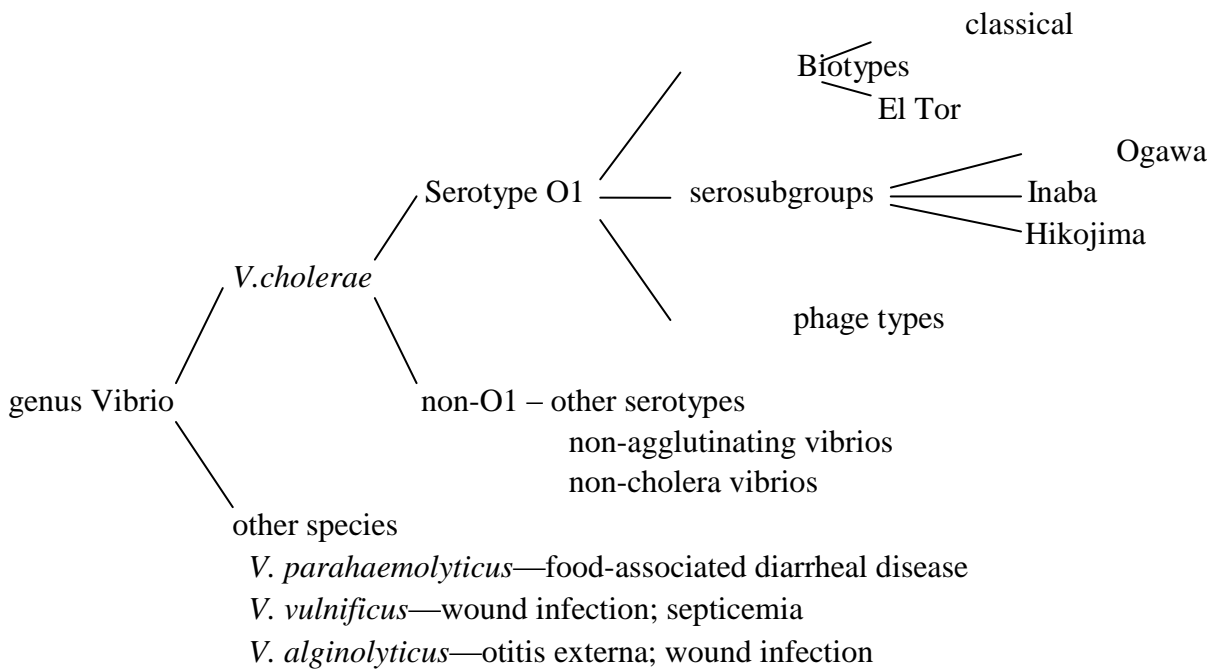 classical
Biotypes
El Tor
Ogawa
Serotype O1
serosubgroups
Inaba
Hikojima
V.cholerae
phage types
genus Vibrio
non-O1 – other serotypes
non-agglutinating vibrios
non-cholera vibrios
other species
V. parahaemolyticus—food-associated diarrheal disease
V. vulnificus—wound infection; septicemia
V. alginolyticus—otitis externa; wound infection